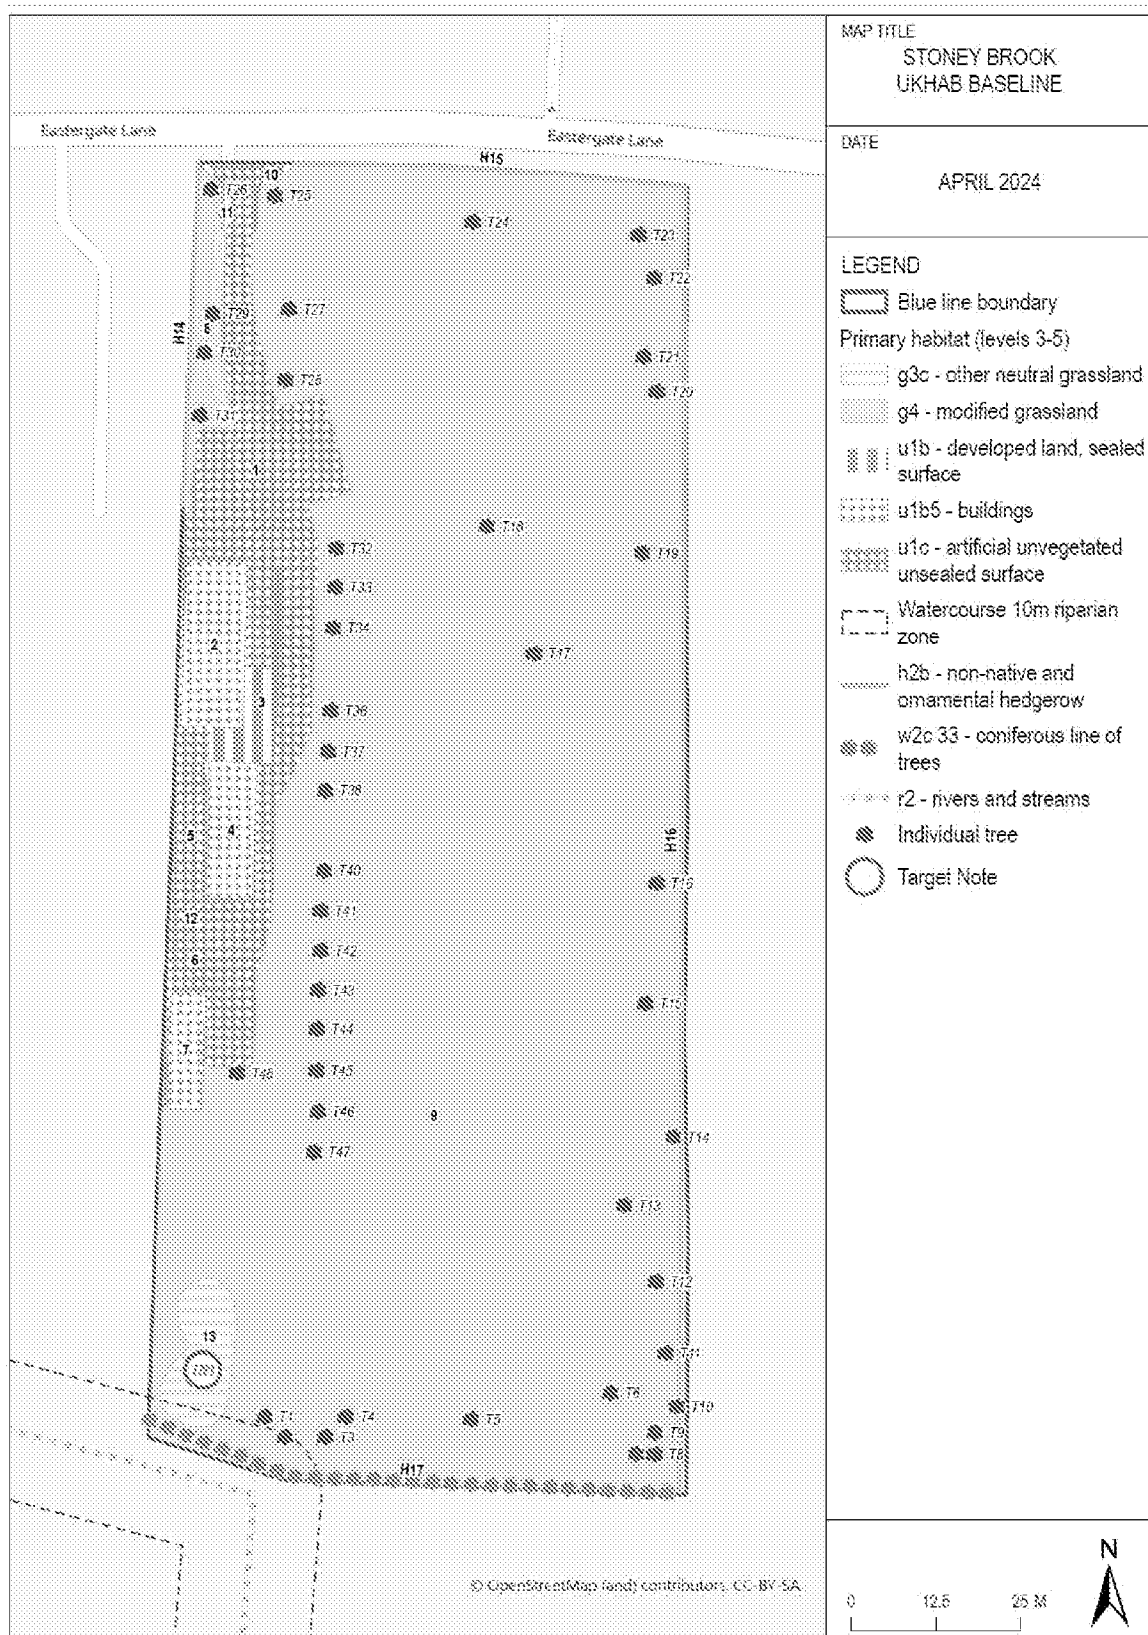 MAP TITLE
STONEY BROOK
UKHAB BASELINE
DATE
APRIL 2024
LEGEND
Blue line boundary
Primary habitat (levels 3-5)
g3c - other neutral grassland
g4 - modified grassland
u1b - developed land, sealed
surface
u1b5 - buildings
u1c - artificial unvegetated
unsealed surface
Watercourse 10m riparian
zone
h2b - non-native and
ornamental hedgerow
w2c 33 - coniferous line of
trees
r2 - rivers and streams
Individual tree
Target Note
N
0 12.5 25 M
Eastergate Lane
Eastergate Lane
H15
10
T26
T25
11
T24
T23
T22
T29
T27
H14
T30
T21
T28
T20
T31
1
T18
T32
T19
T33
T34
2
T17
3
T36
T37
T38
5
4
H16
T40
T16
T41
12
T42
6
T43
T15
T44
7
T45
T46
9
T14
T47
T13
T12
13
T11
T6
T10
T1
T4
T5
T9
T3
T8
H17
© OpenStreetMap (and) contributors, CC-BY-SA